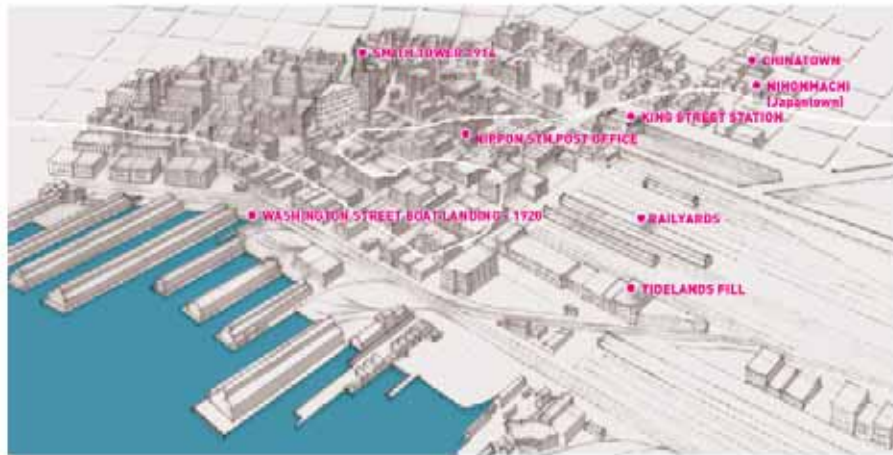 SMITH TOWER 1914
CHINATOWN
NIHONMACHI
(Japantown)
KING STREET STATION
NIPPON STH POST OFFICE
WASHINGTON STREET BOAT LANDING - 1920
RAILYARDS
TIDELANDS FILL